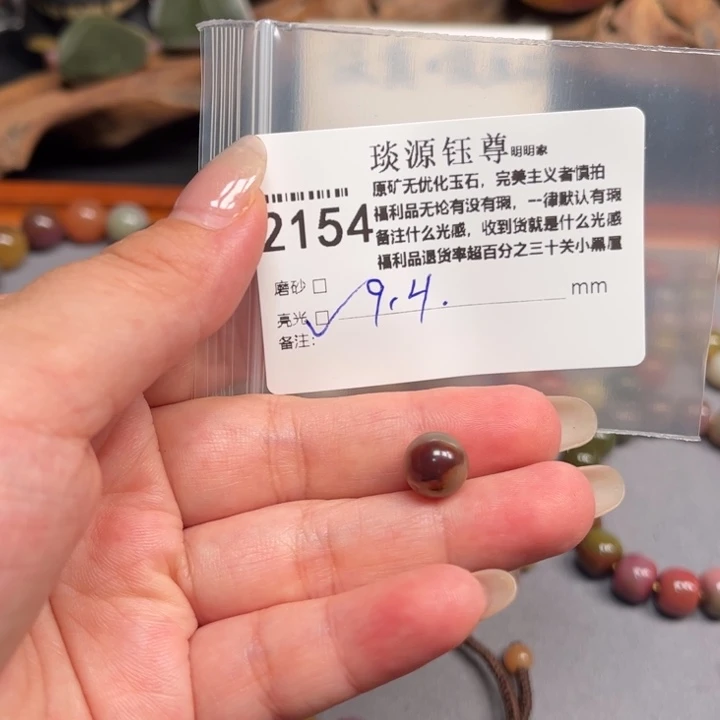 琰源钰尊明明家
原矿无优化玉石，完美主义者慎拍
福利品无论有没有瑕，一律默认有瑕
2154
备注什么光感，收到货就是什么光感
福利品退货率超百分之三十关小黑屋
磨砂 □
9.4. mm
亮光 □
备注: